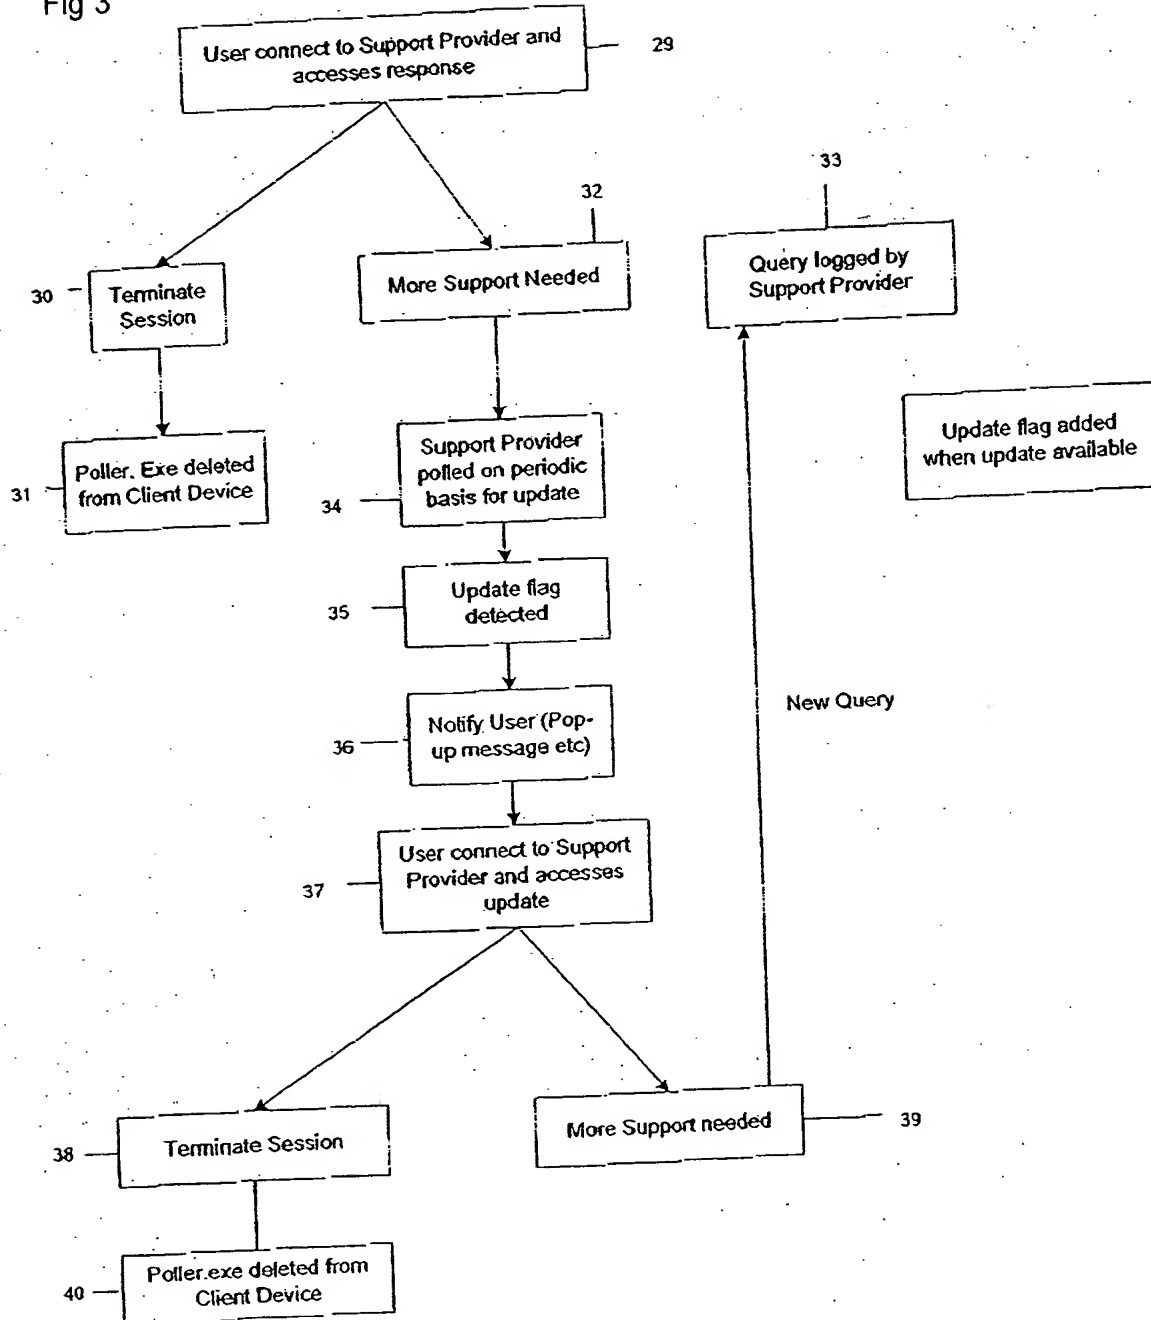 Fig 3
User connect to Support Provider and
accesses response
29
33
32
30
Terminate
Session
More Support Needed
Query logged by
Support Provider
31
Poller. Exe deleted
from Client Device
34
Support Provider
polled on periodic
basis for update
Update flag added
when update available
35
Update flag
detected
36
Notify User (Pop-
up message etc)
New Query
37
User connect to Support
Provider and accesses
update
38
Terminate Session
More Support needed
39
40
Poller.exe deleted from
Client Device